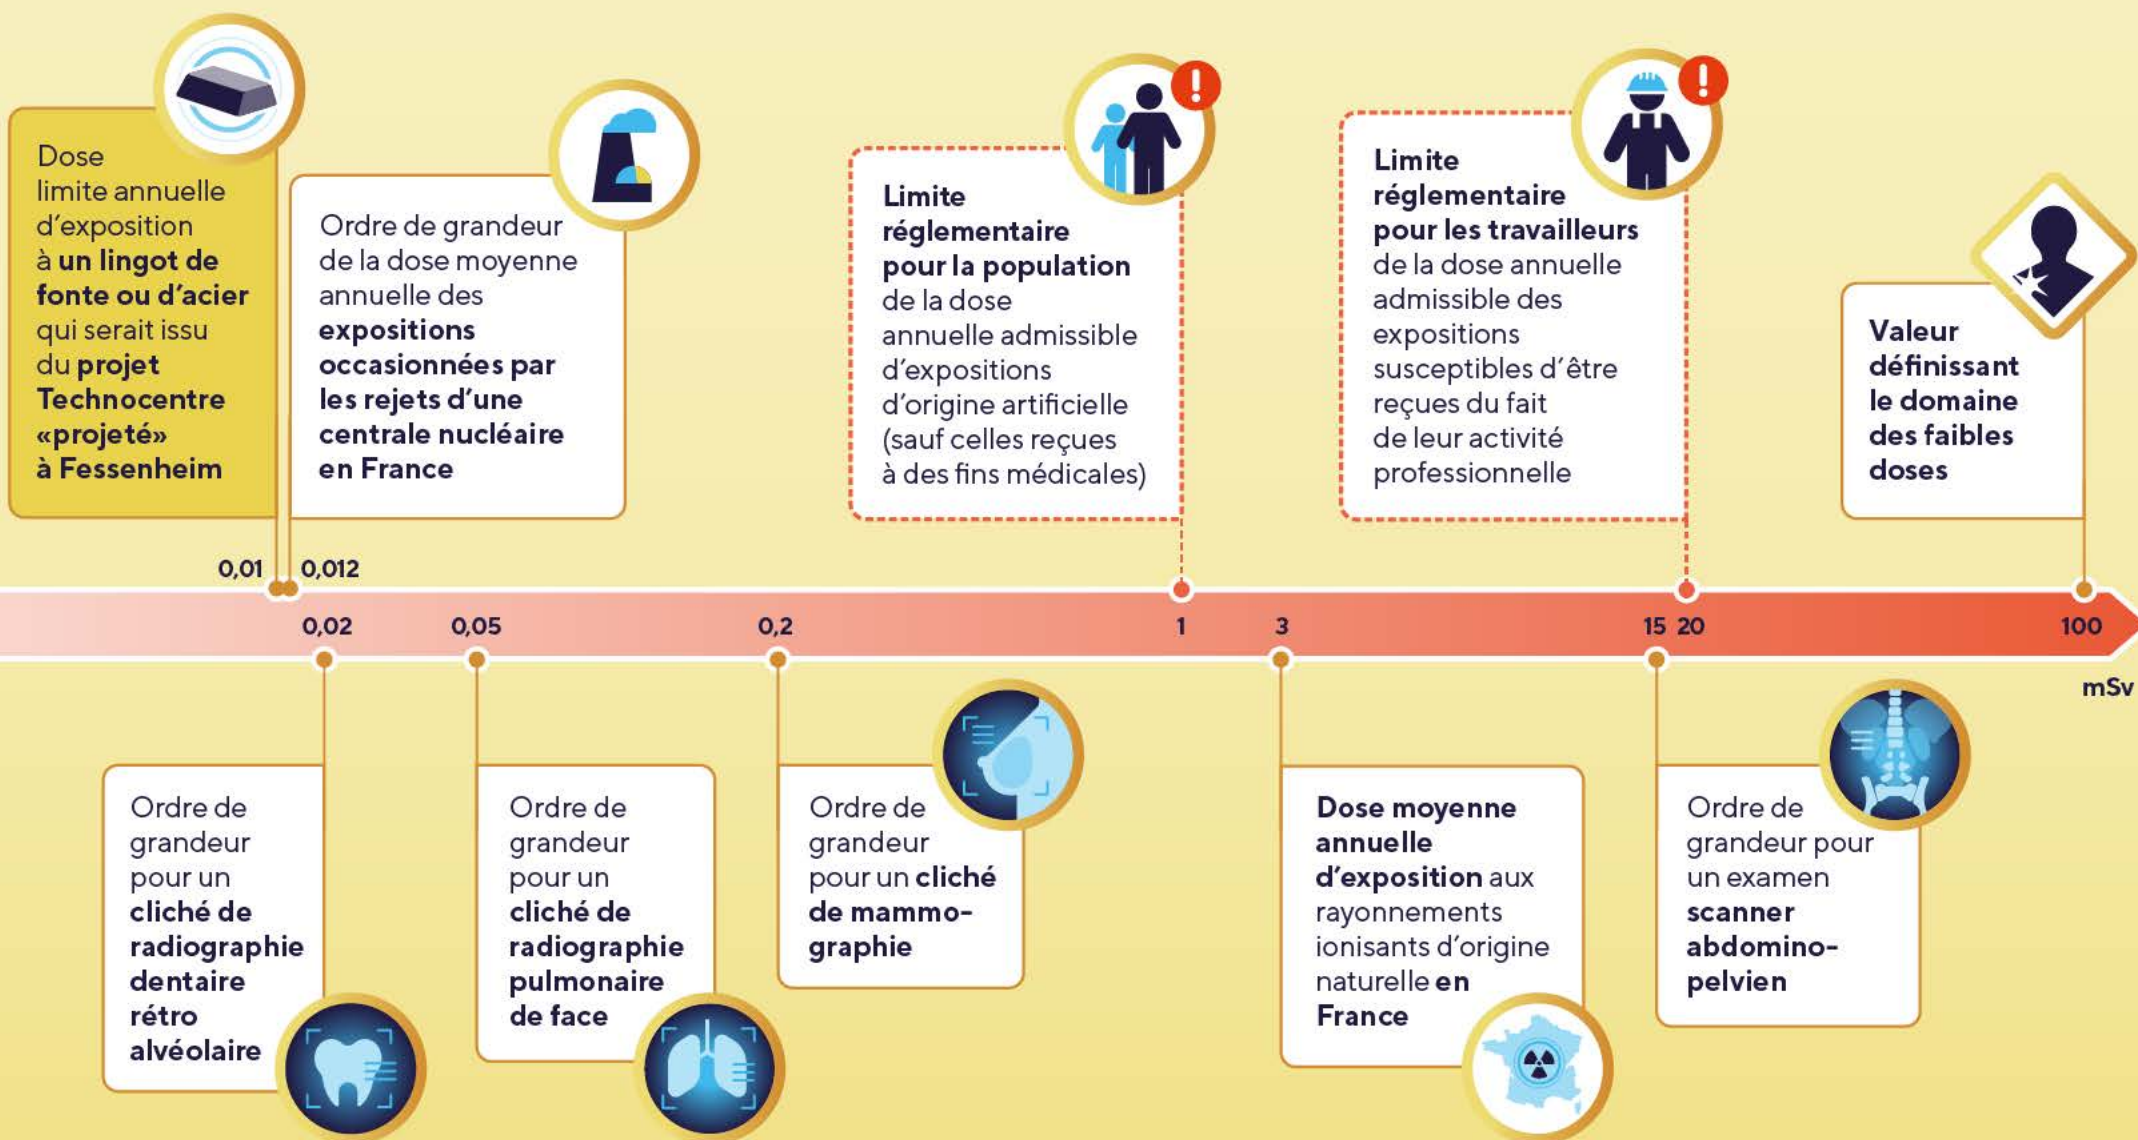 Dose
limite annuelle
d'exposition
à un lingot de
fonte ou d'acier
qui serait issu
du projet
Technocentre
«projeté»
à Fessenheim
Ordre de grandeur
de la dose moyenne
annuelle des
expositions
occasionnées par
les rejets d'une
centrale nucléaire
en France
Limite
réglementaire
pour la population
de la dose
annuelle admissible
d'expositions
d'origine artificielle
(sauf celles reçues
à des fins médicales)
Limite
réglementaire
pour les travailleurs
de la dose annuelle
admissible des
expositions
susceptibles d'être
reçues du fait
de leur activité
professionnelle
Valeur
définissant
le domaine
des faibles
doses
0,01 0,012
0,02 0,05 0,2 1 3 15 20 100
mSv
Ordre de
grandeur
pour un
cliché de
radiographie
dentaire
rétro
alvéolaire
Ordre de
grandeur
pour un
cliché de
radiographie
pulmonaire
de face
Ordre de
grandeur
pour un cliché
de mammo-
graphie
Dose moyenne
annuelle
d'exposition aux
rayonnements
ionisants d'origine
naturelle en
France
Ordre de
grandeur pour
un examen
scanner
abdomino-
pelvien